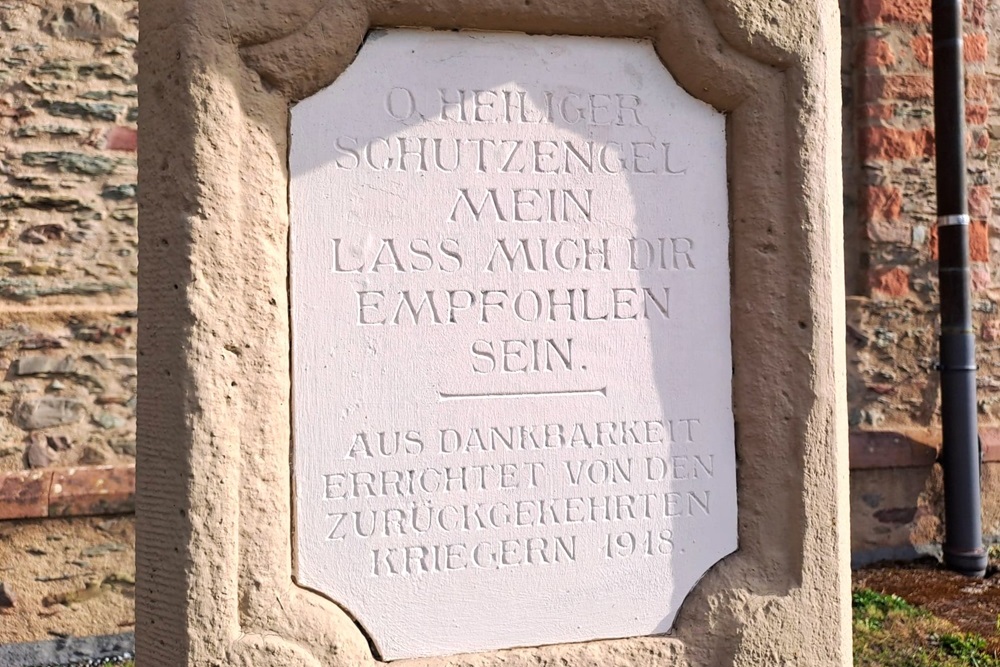 O. HEILIGER
SCHUTZENGEL
MEIN
LASS MICH DIR
EMPFOHLEN
SEIN.
AUS DANKBARKEIT
ERRICHTET VON DEN
ZURÜCKGEKEHRTEN
KRIEGERN 1918.